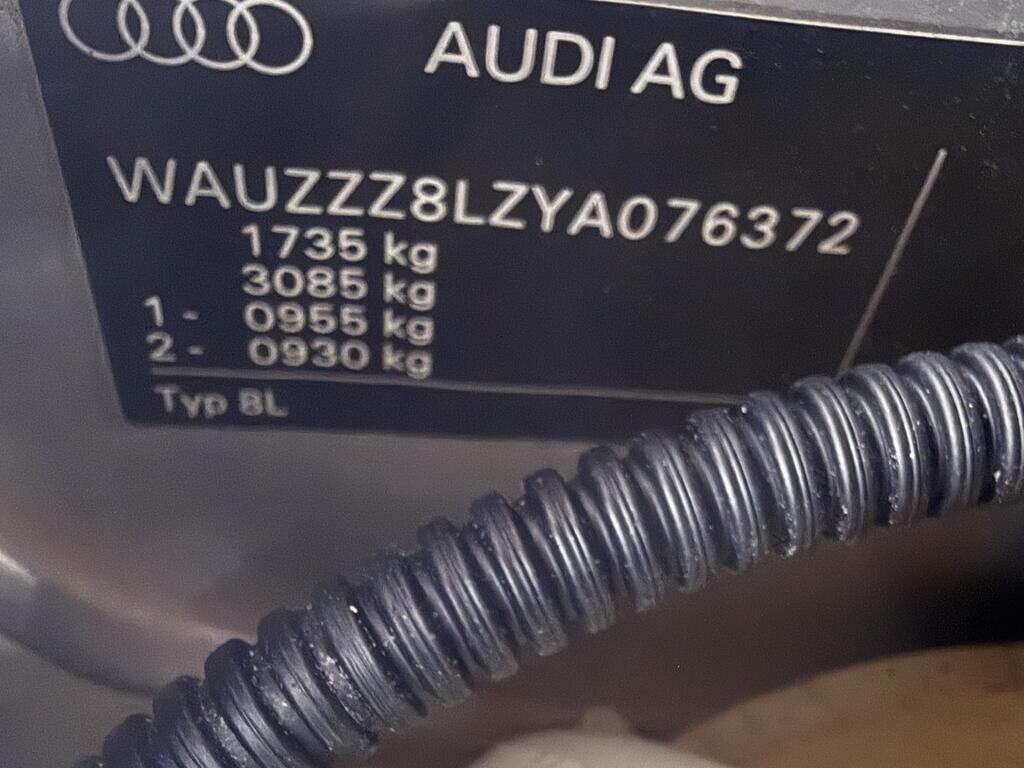 AUDI AG
WAUZZZ8LZYA076372
1735 kg
3085 kg
1 - 0955 kg
2 - 0930 kg
Typ 8L